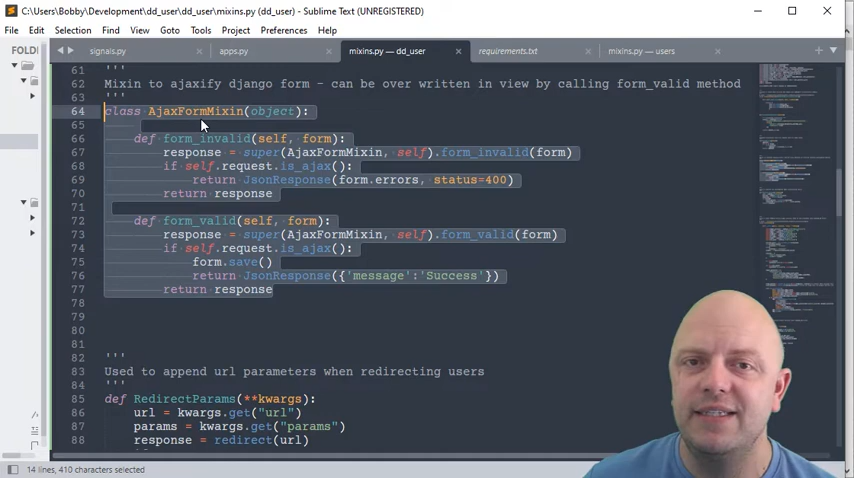 C:\Users\Bobby\Development\dd_user\dd_user\mixins.py (dd_user) - Sublime Text (UNREGISTERED)
File Edit Selection Find View Goto Tools Project Preferences Help
FOLD
signals.py × apps.py × mixins.py — dd_user × requirements.txt × mixins.py — users ×
61 '''
62 Mixin to ajaxify django form - can be over written in view by calling form_valid method
63 '''
64 class AjaxFormMixin(object):
65
66 def form_invalid(self, form):
67 response = super(AjaxFormMixin, self).form_invalid(form)
68 if self.request.is_ajax():
69 return JsonResponse(form.errors, status=400)
70 return response
71
72 def form_valid(self, form):
73 response = super(AjaxFormMixin, self).form_valid(form)
74 if self.request.is_ajax():
75 form.save()
76 return JsonResponse({'message':'Success'})
77 return response
78
79
80
81
82 '''
83 Used to append url parameters when redirecting users
84 '''
85 def RedirectParams(**kwargs):
86 url = kwargs.get("url")
87 params = kwargs.get("params")
88 response = redirect(url)
14 lines, 410 characters selected